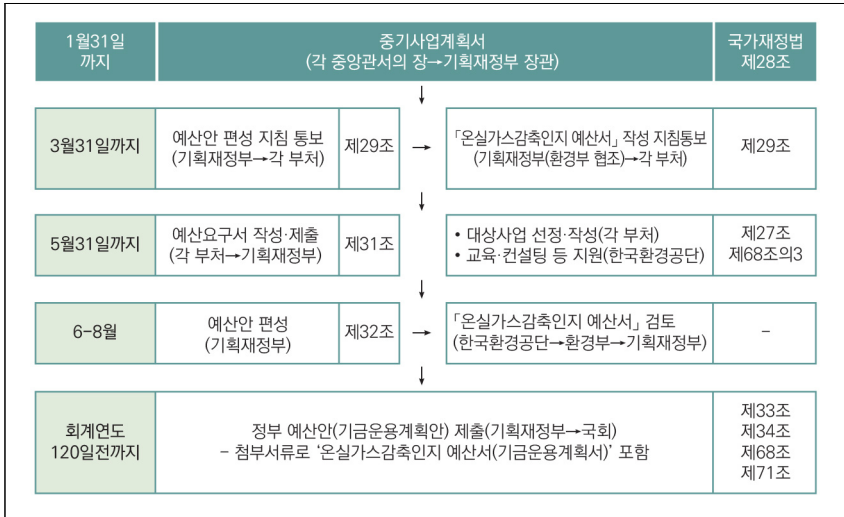 1월31일
까지
중기사업계획서
(각 중앙관서의 장→기획재정부 장관)
국가재정법
제28조
3월31일까지
예산안 편성 지침 통보
(기획재정부→각 부처)
제29조
「온실가스감축인지 예산서」 작성 지침통보
(기획재정부(환경부 협조)→각 부처)
제29조
5월31일까지
예산요구서 작성·제출
(각 부처→기획재정부)
제31조
• 대상사업 선정·작성(각 부처)
• 교육·컨설팅 등 지원(한국환경공단)
제27조
제68조의3
6-8월
예산안 편성
(기획재정부)
제32조
「온실가스감축인지 예산서」 검토
(한국환경공단→환경부→기획재정부)
-
회계연도
120일전까지
정부 예산안(기금운용계획안) 제출(기획재정부→국회)
- 첨부서류로 ‘온실가스감축인지 예산서(기금운용계획서)’ 포함
제33조
제34조
제68조
제71조